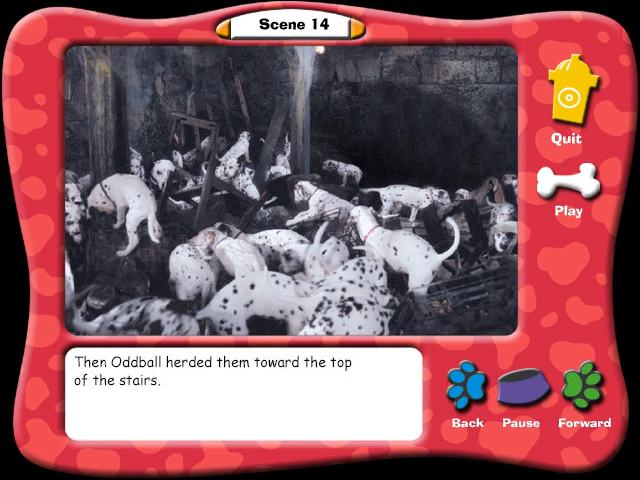 Scene 14
Quit
Play
Then Oddball herded them toward the top
of the stairs.
Back
Pause
Forward